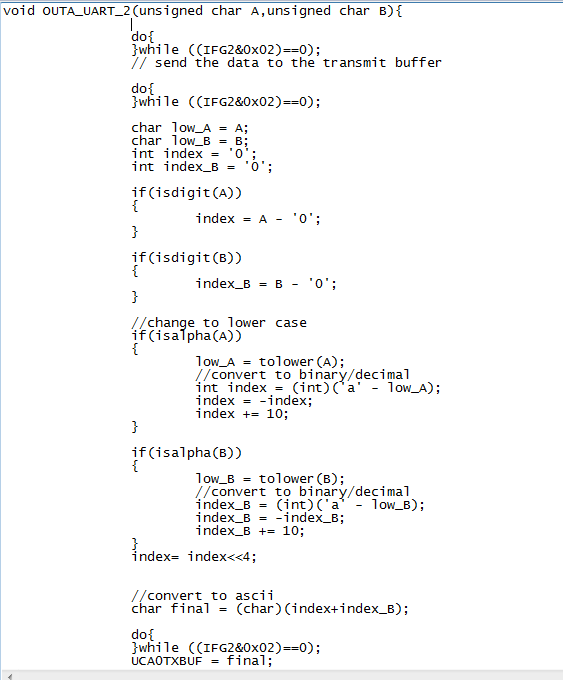 void OUTA_UART_2(unsigned char A,unsigned char B){
do{
}while ((IFG2&0x02)==0);
// send the data to the transmit buffer
do{
}while ((IFG2&0x02)==0);
char low_A = A;
char low_B = B;
int index = '0';
int index_B = '0';
if(isdigit(A))
{
index = A - '0';
}
if(isdigit(B))
{
index_B = B - '0';
}
//change to lower case
if(isalpha(A))
{
low_A = tolower(A);
//convert to binary/decimal
int index = (int)('a' - low_A);
index = -index;
index += 10;
}
if(isalpha(B))
{
low_B = tolower(B);
//convert to binary/decimal
index_B = (int)('a' - low_B);
index_B = -index_B;
index_B += 10;
}
index= index<<4;
//convert to ascii
char final = (char)(index+index_B);
do{
}while ((IFG2&0x02)==0);
UCA0TXBUF = final;